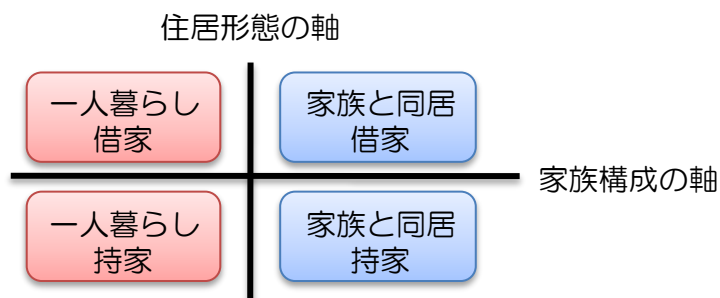 住居形態の軸
一人暮らし
借家
家族と同居
借家
家族構成の軸
一人暮らし
持家
家族と同居
持家